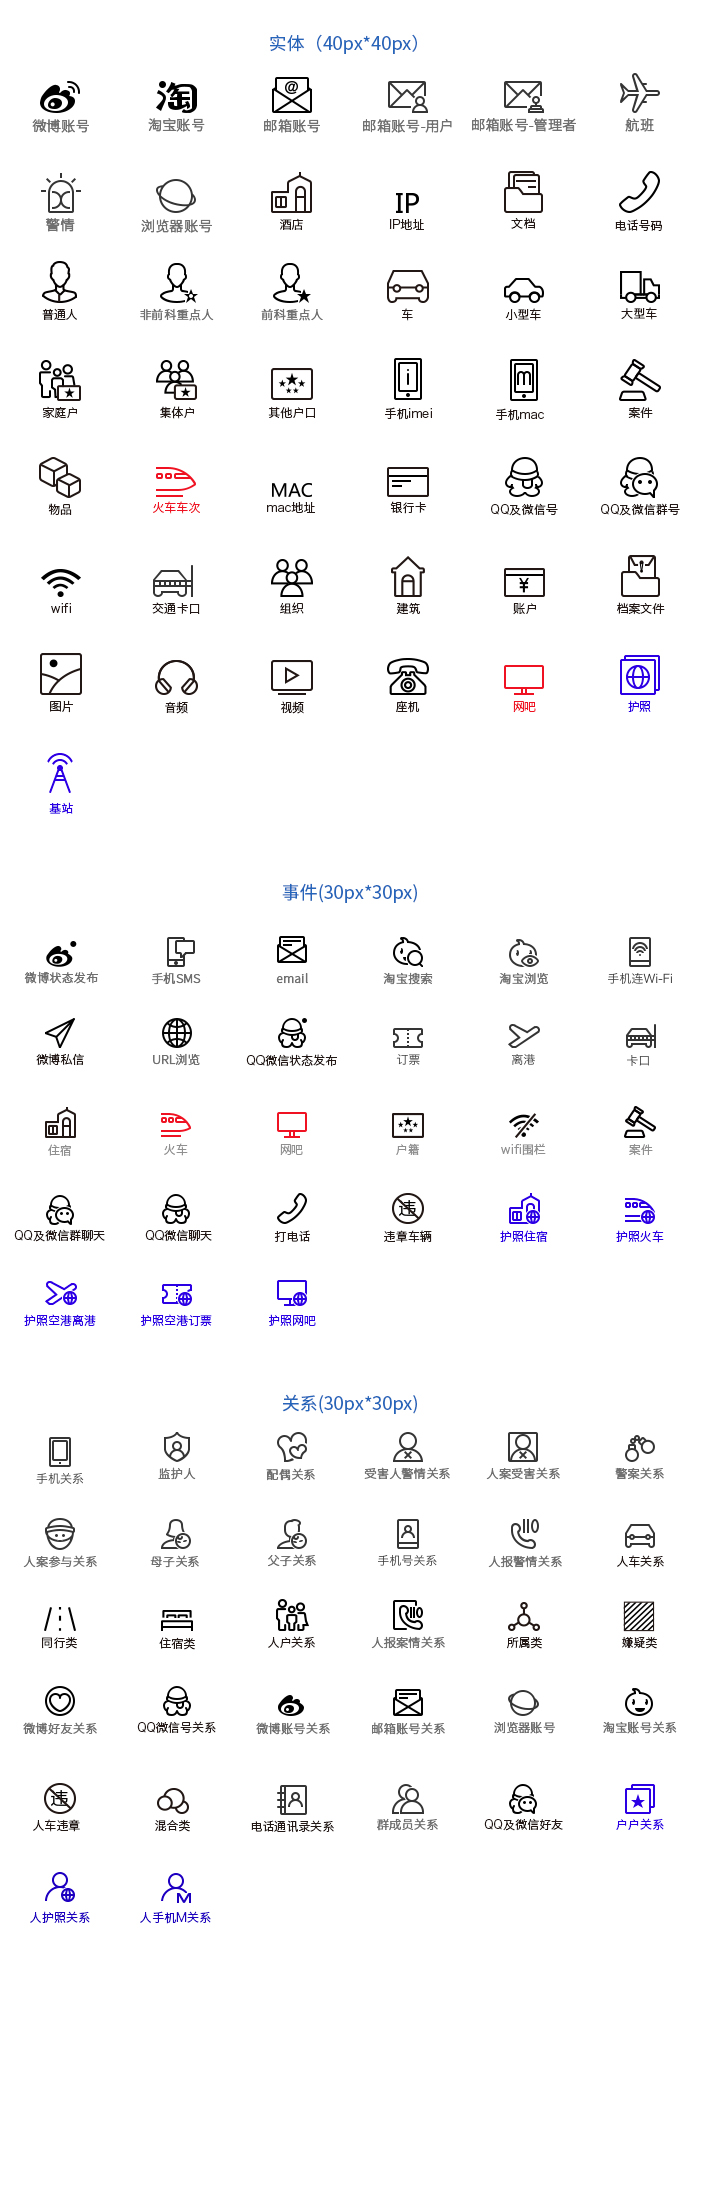 实体（40px*40px）
微博账号 淘宝账号 邮箱账号 邮箱账号-用户 邮箱账号-管理者 航班
警情 浏览器账号 酒店 IP IP地址 文档 电话号码
普通人 非前科重点人 前科重点人 车 小型车 大型车
家庭户 集体户 其他户口 手机imei 手机mac 案件
物品 火车车次 MAC mac地址 银行卡 QQ及微信号 QQ及微信群号
wifi 交通卡口 组织 建筑 账户 档案文件
图片 音频 视频 座机 网吧 护照
基站
事件(30px*30px)
微博状态发布 手机SMS email 淘宝搜索 淘宝浏览 手机连Wi-Fi
微博私信 URL浏览 QQ微信状态发布 订票 离港 卡口
住宿 火车 网吧 户籍 wifi围栏 案件
QQ及微信群聊天 QQ微信聊天 打电话 违 违章车辆 护照住宿 护照火车
护照空港离港 护照空港订票 护照网吧
关系(30px*30px)
手机关系 监护人 配偶关系 受害人警情关系 人案受害关系 警案关系
人案参与关系 母子关系 父子关系 手机号关系 人报警情关系 人车关系
同行类 住宿类 人户关系 人报案情关系 所属类 嫌疑类
微博好友关系 QQ微信号关系 微博账号关系 邮箱账号关系 浏览器账号 淘宝账号关系
违 人车违章 混合类 电话通讯录关系 群成员关系 QQ及微信好友 户户关系
人护照关系 人手机M关系